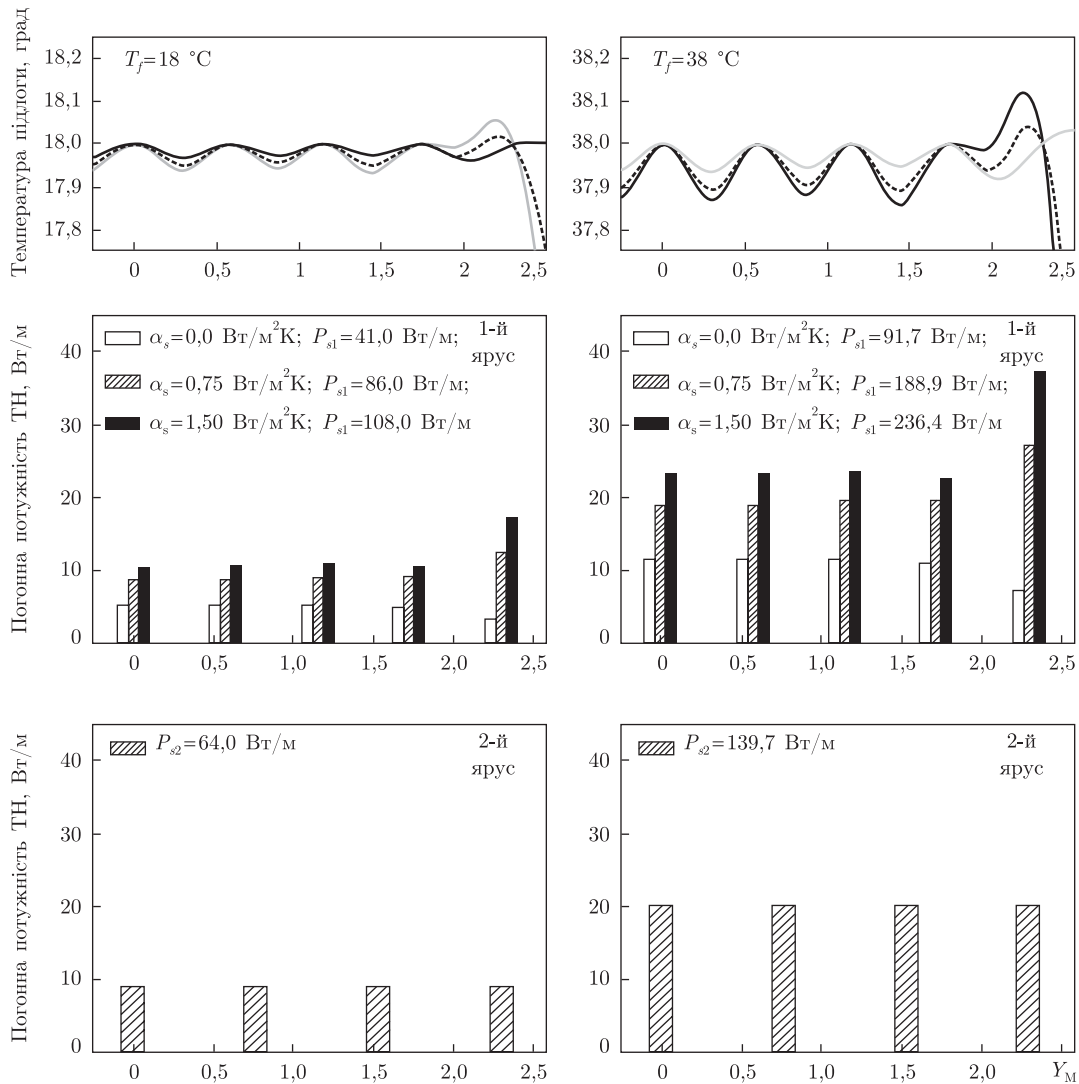 Температура підлоги, град
18,2
18,1
18,0
17,9
17,8
T_f=18 °C
0 0,5 1 1,5 2 2,5
38,2
38,1
38,0
37,9
37,8
T_f=38 °C
0 0,5 1 1,5 2 2,5
Погонна потужність ТН, Вт/м
40
30
20
10
0
α_s=0,0 Вт/м²К; P_s1=41,0 Вт/м;
α_s=0,75 Вт/м²К; P_s1=86,0 Вт/м;
α_s=1,50 Вт/м²К; P_s1=108,0 Вт/м
1-й
ярус
0 0,5 1,0 1,5 2,0 2,5
40
30
20
10
0
α_s=0,0 Вт/м²К; P_s1=91,7 Вт/м;
α_s=0,75 Вт/м²К; P_s1=188,9 Вт/м;
α_s=1,50 Вт/м²К; P_s1=236,4 Вт/м
1-й
ярус
0 0,5 1,0 1,5 2,0 2,5
Погонна потужність ТН, Вт/м
40
30
20
10
0
P_s2=64,0 Вт/м
2-й
ярус
0 0,5 1,0 1,5 2,0 2,5
40
30
20
10
0
P_s2=139,7 Вт/м
2-й
ярус
0 0,5 1,0 1,5 2,0 Y_М